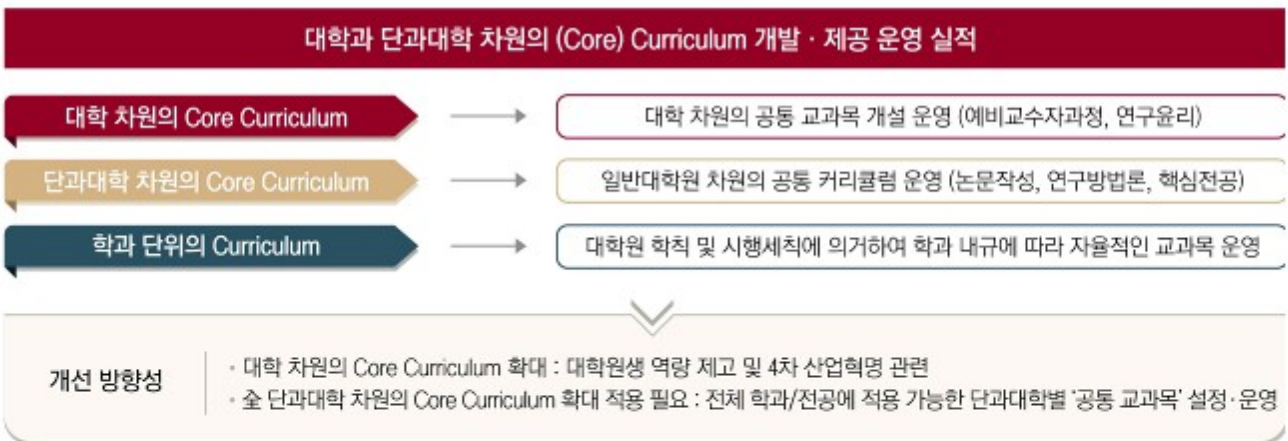 대학과 단과대학 차원의 (Core) Curriculum 개발 · 제공 운영 실적
대학 차원의 Core Curriculum
대학 차원의 공통 교과목 개설 운영 (예비교수자과정, 연구윤리)
단과대학 차원의 Core Curriculum
일반대학원 차원의 공통 커리큘럼 운영 (논문작성, 연구방법론, 핵심전공)
학과 단위의 Curriculum
대학원 학칙 및 시행세칙에 의거하여 학과 내규에 따라 자율적인 교과목 운영
개선 방향성
· 대학 차원의 Core Curriculum 확대 : 대학원생 역량 제고 및 4차 산업혁명 관련
· 全 단과대학 차원의 Core Curriculum 확대 적용 필요 : 전체 학과/전공에 적용 가능한 단과대학별 '공통 교과목' 설정·운영